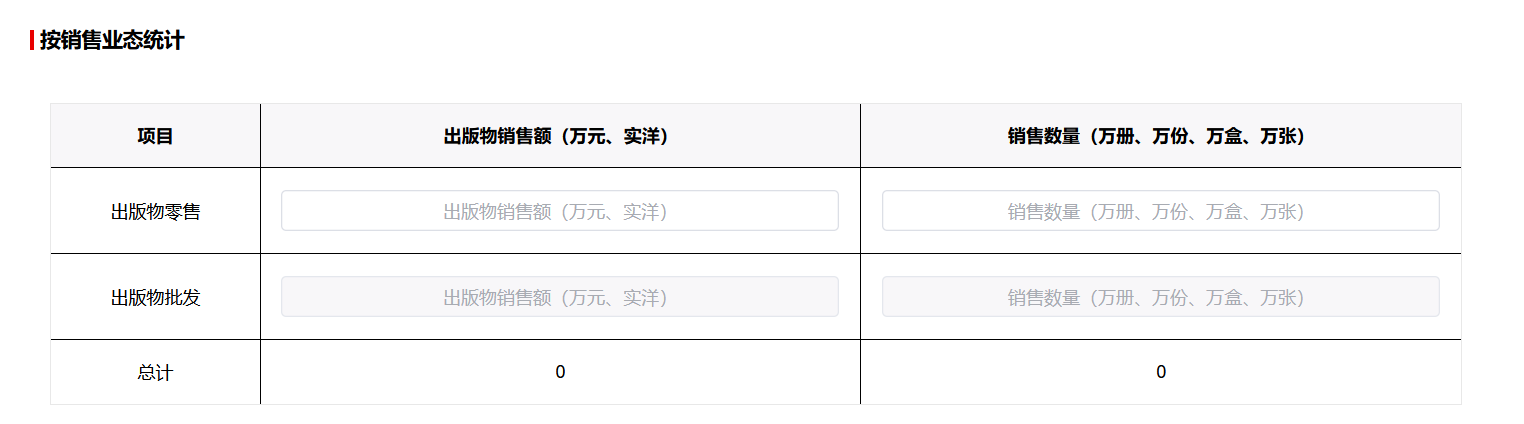 按销售业态统计
项目 出版物销售额（万元、实洋） 销售数量（万册、万份、万盒、万张）
出版物零售 出版物销售额（万元、实洋） 销售数量（万册、万份、万盒、万张）
出版物批发 出版物销售额（万元、实洋） 销售数量（万册、万份、万盒、万张）
总计 0 0